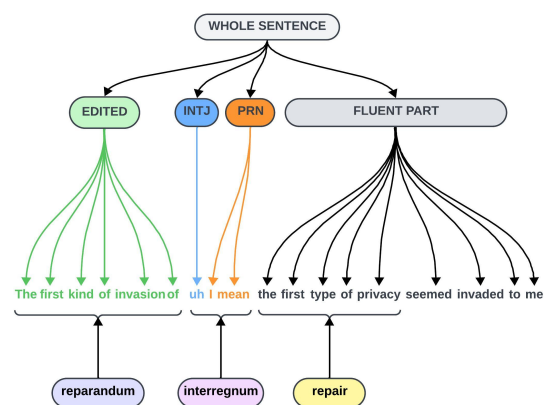 WHOLE SENTENCE
EDITED INTJ PRN FLUENT PART
The first kind of invasion of uh I mean the first type of privacy seemed invaded to me
reparandum interregnum repair